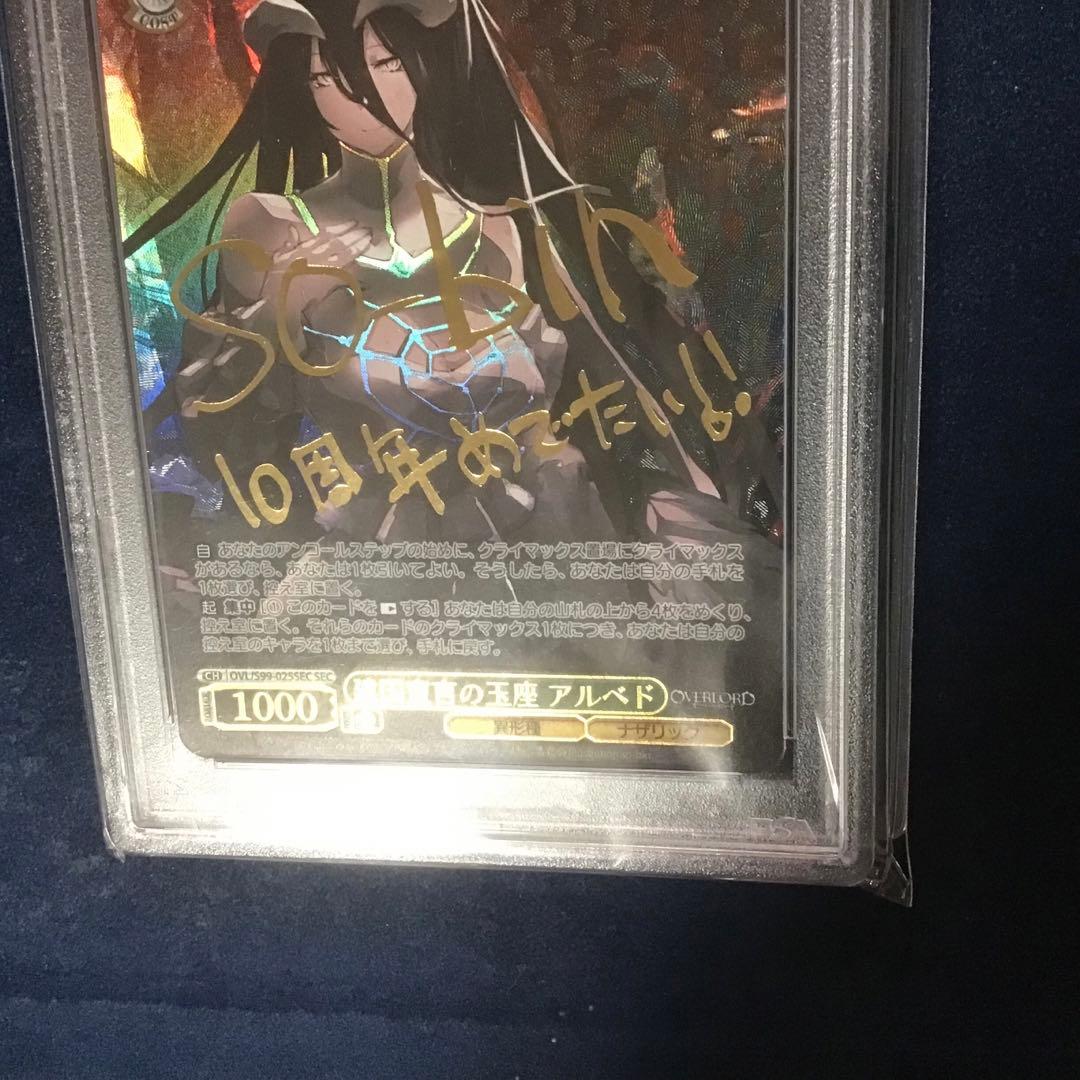 COST
so-bin
10周年めでたいよ!!
自 あなたのアンコールステップの始めに、クライマックス置場にクライマックス
があるなら、あなたは1枚引いてよい。そうしたら、あなたは自分の手札を
1枚選び、控え室に置く。
起 集中 [① このカードを する] あなたは自分の山札の上から4枚をめくり、
控え室に置く。それらのカードのクライマックス1枚につき、あなたは自分の
控え室のキャラを1枚まで選び、手札に戻す。
CH OVL/S99-025SEC SEC
1000
の玉座 アルベド
OVERLORD
異形種
ナザリック
PSA